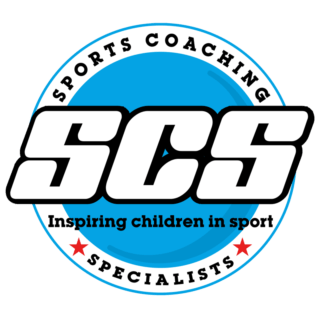 SPORTS COACHING
SCS
Inspiring children in sport
SPECIALISTS